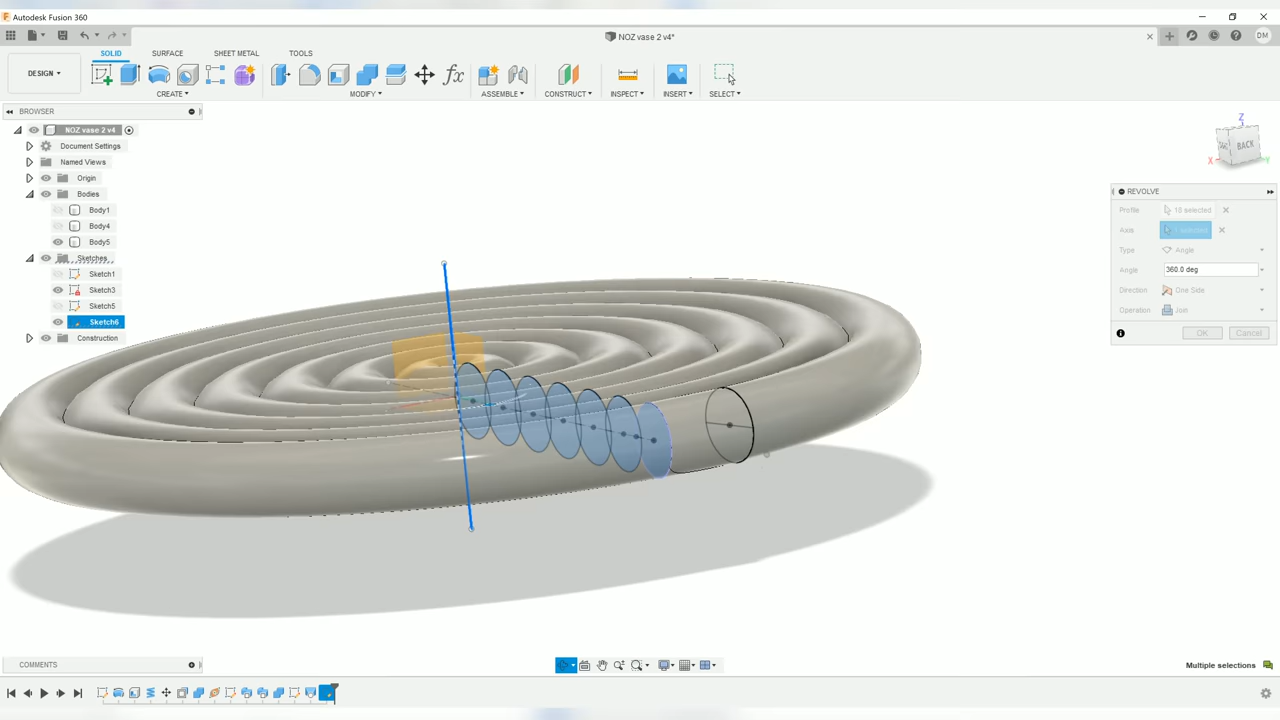 Autodesk Fusion 360
NOZ vase 2 v4*
DM
SOLID SURFACE SHEET METAL TOOLS
DESIGN
CREATE MODIFY ASSEMBLE CONSTRUCT INSPECT INSERT SELECT
BROWSER
NOZ vase 2 v4
Document Settings
Named Views
Origin
Bodies
Body1
Body4
Body5
Sketches
Sketch1
Sketch3
Sketch5
Sketch6
Construction
Z
BACK
X
Y
REVOLVE
Profile 10 selected
Axis 1 selected
Type Angle
Angle 360.0 deg
Direction One Side
Operation Join
OK Cancel
COMMENTS
Multiple selections